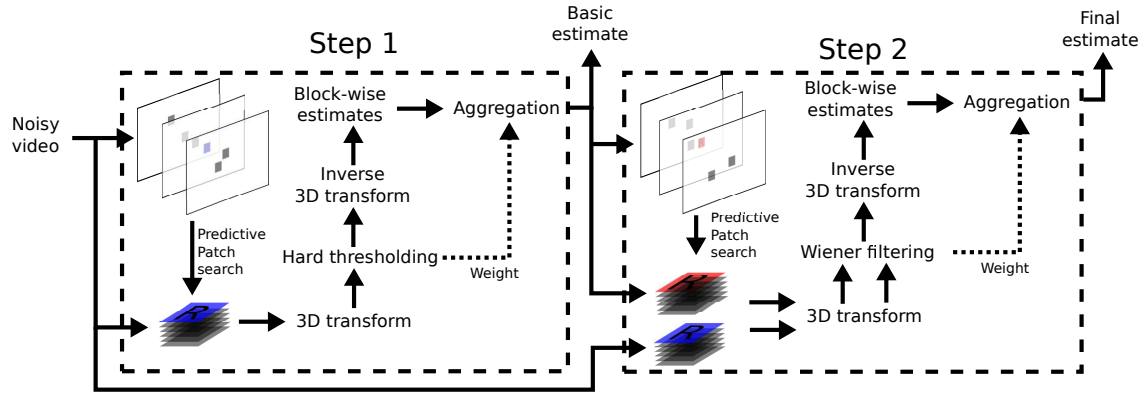 Step 1
Noisy
video
Predictive
Patch
search
R
3D transform
Hard thresholding
Weight
Inverse
3D transform
Block-wise
estimates
Aggregation
Basic
estimate
Step 2
Predictive
Patch
search
R
R
3D transform
Wiener filtering
Weight
Inverse
3D transform
Block-wise
estimates
Aggregation
Final
estimate